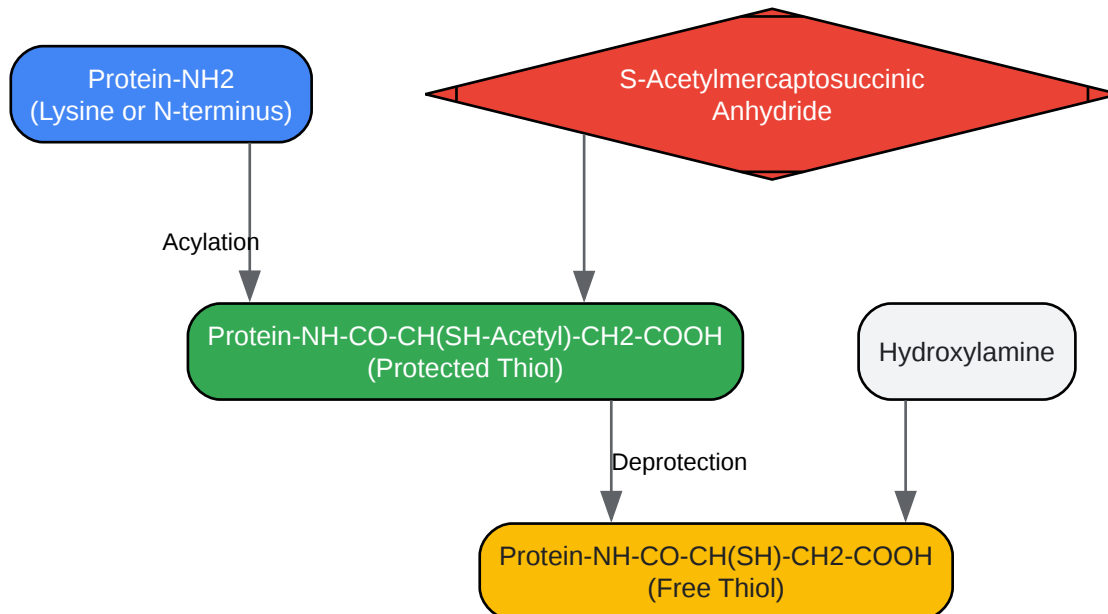 Protein-NH2
(Lysine or N-terminus)
S-Acetylmercaptosuccinic
Anhydride
Acylation
Protein-NH-CO-CH(SH-Acetyl)-CH2-COOH
(Protected Thiol)
Hydroxylamine
Deprotection
Protein-NH-CO-CH(SH)-CH2-COOH
(Free Thiol)